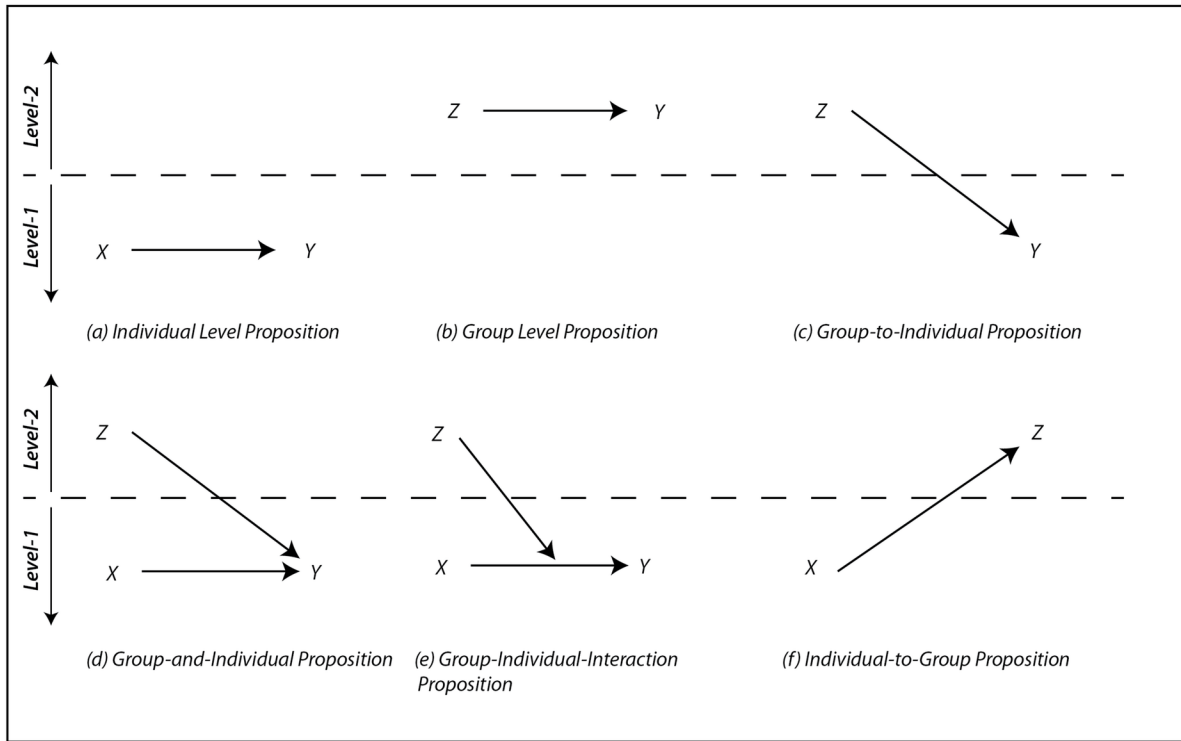 Level-2
Z
Y
Z
Level-1
X
Y
Y
(a) Individual Level Proposition
(b) Group Level Proposition
(c) Group-to-Individual Proposition
Level-2
Z
Z
Z
Level-1
X
Y
X
Y
X
(d) Group-and-Individual Proposition
(e) Group-Individual-Interaction
Proposition
(f) Individual-to-Group Proposition